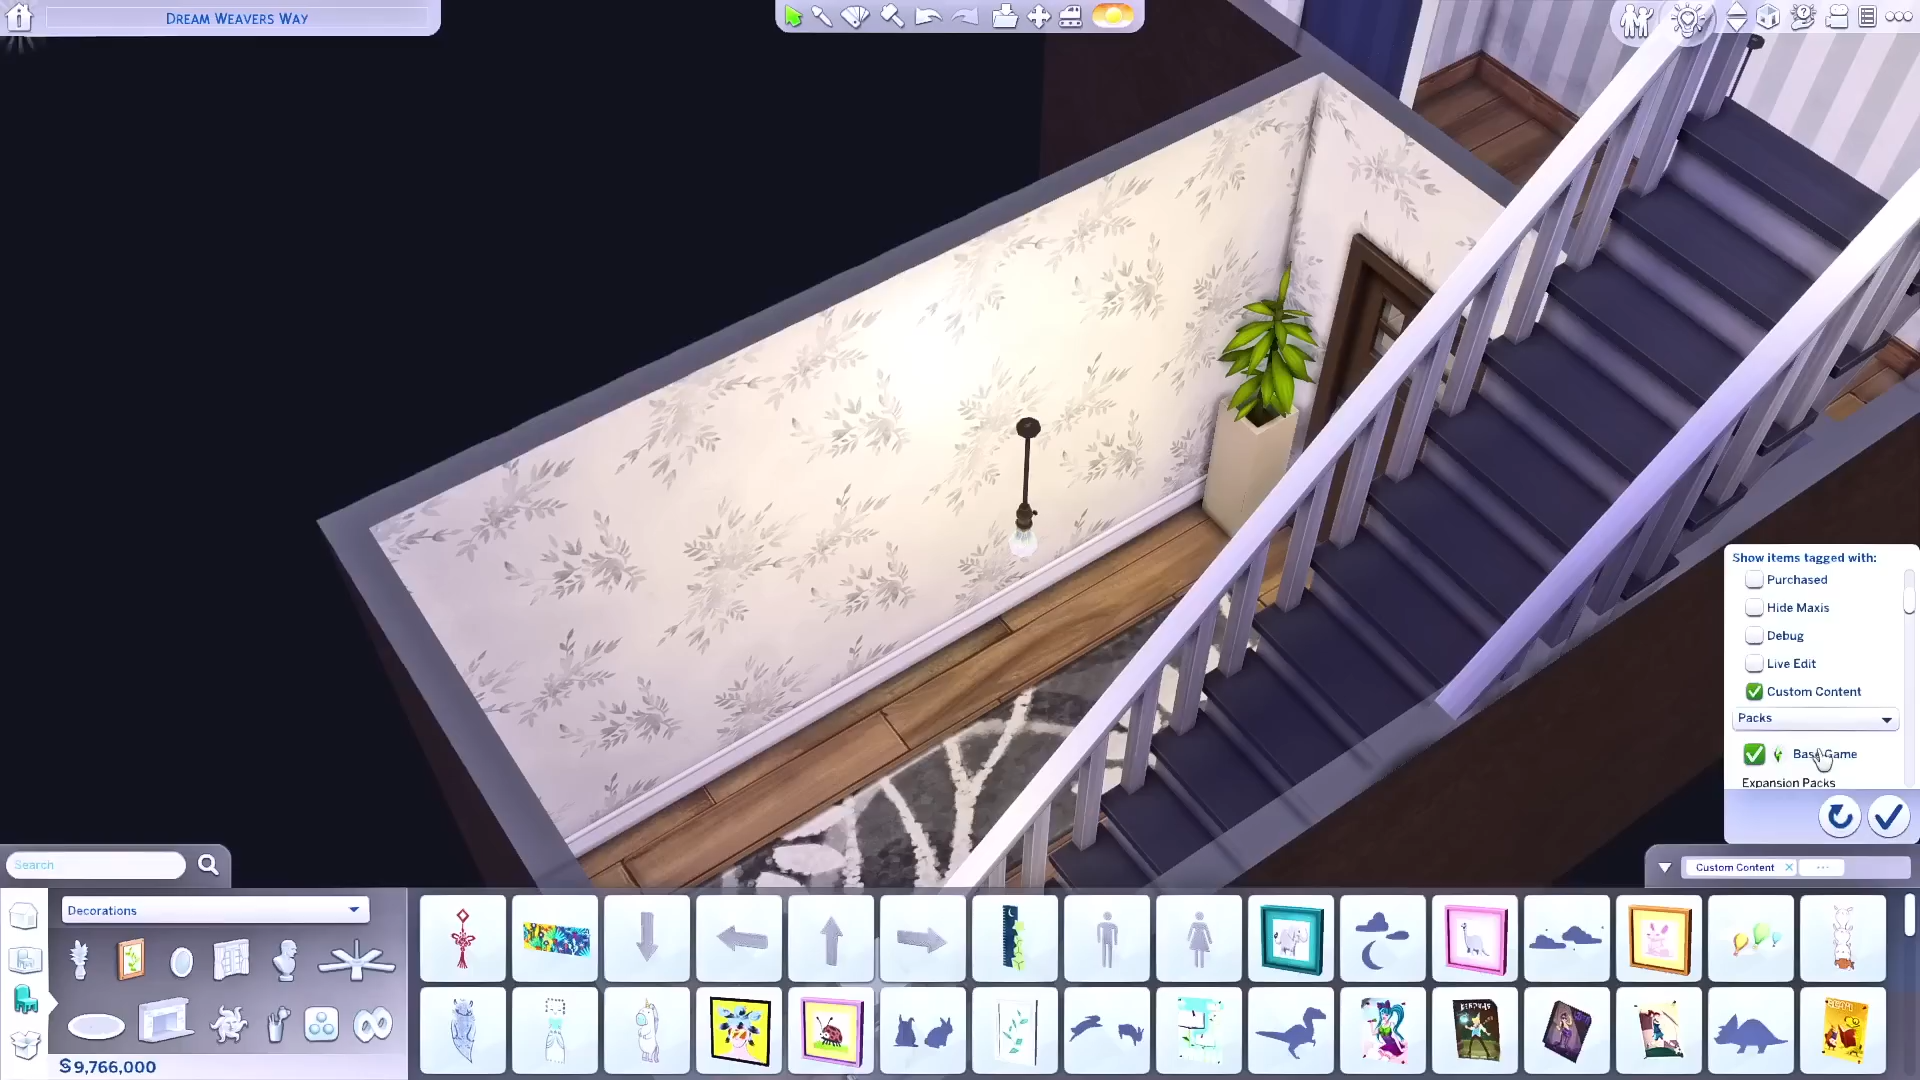 DREAM WEAVERS WAY
Show items tagged with:
Purchased
Hide Maxis
Debug
Live Edit
Custom Content
Packs
Base Game
Expansion Packs
Custom Content ✕
...
Search
Decorations
§9,766,000